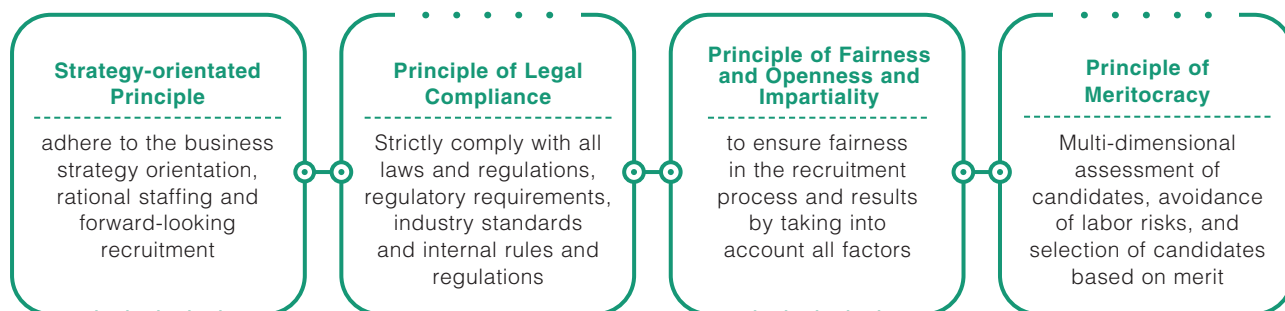 Strategy-orientated
Principle
adhere to the business
strategy orientation,
rational staffing and
forward-looking
recruitment
Principle of Legal
Compliance
Strictly comply with all
laws and regulations,
regulatory requirements,
industry standards
and internal rules and
regulations
Principle of Fairness
and Openness and
Impartiality
to ensure fairness
in the recruitment
process and results
by taking into
account all factors
Principle of
Meritocracy
Multi-dimensional
assessment of
candidates, avoidance
of labor risks, and
selection of candidates
based on merit